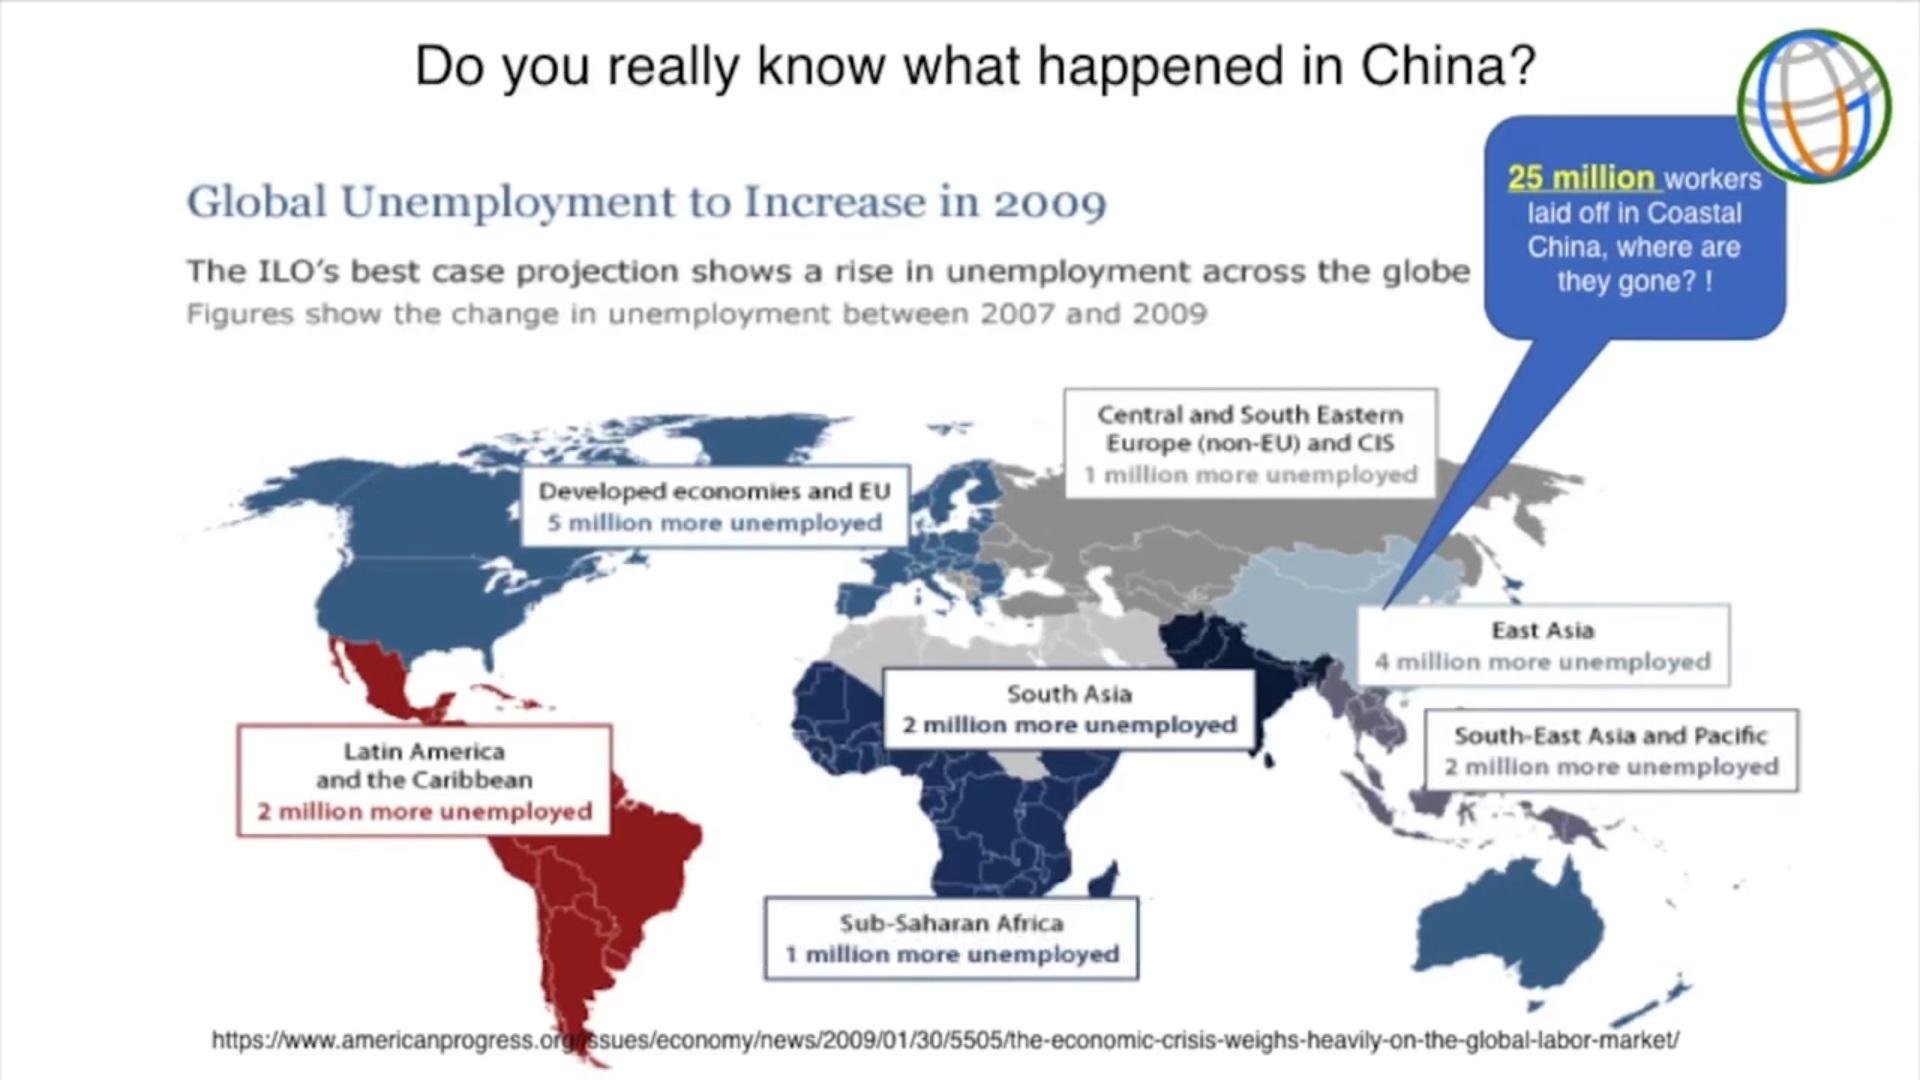 Do you really know what happened in China?
25 million workers
laid off in Coastal
China, where are
they gone? !
Global Unemployment to Increase in 2009
The ILO's best case projection shows a rise in unemployment across the globe
Figures show the change in unemployment between 2007 and 2009
Central and South Eastern
Europe (non-EU) and CIS
1 million more unemployed
Developed economies and EU
5 million more unemployed
East Asia
4 million more unemployed
South Asia
2 million more unemployed
South-East Asia and Pacific
2 million more unemployed
Latin America
and the Caribbean
2 million more unemployed
Sub-Saharan Africa
1 million more unemployed
https://www.americanprogress.org/issues/economy/news/2009/01/30/5505/the-economic-crisis-weighs-heavily-on-the-global-labor-market/